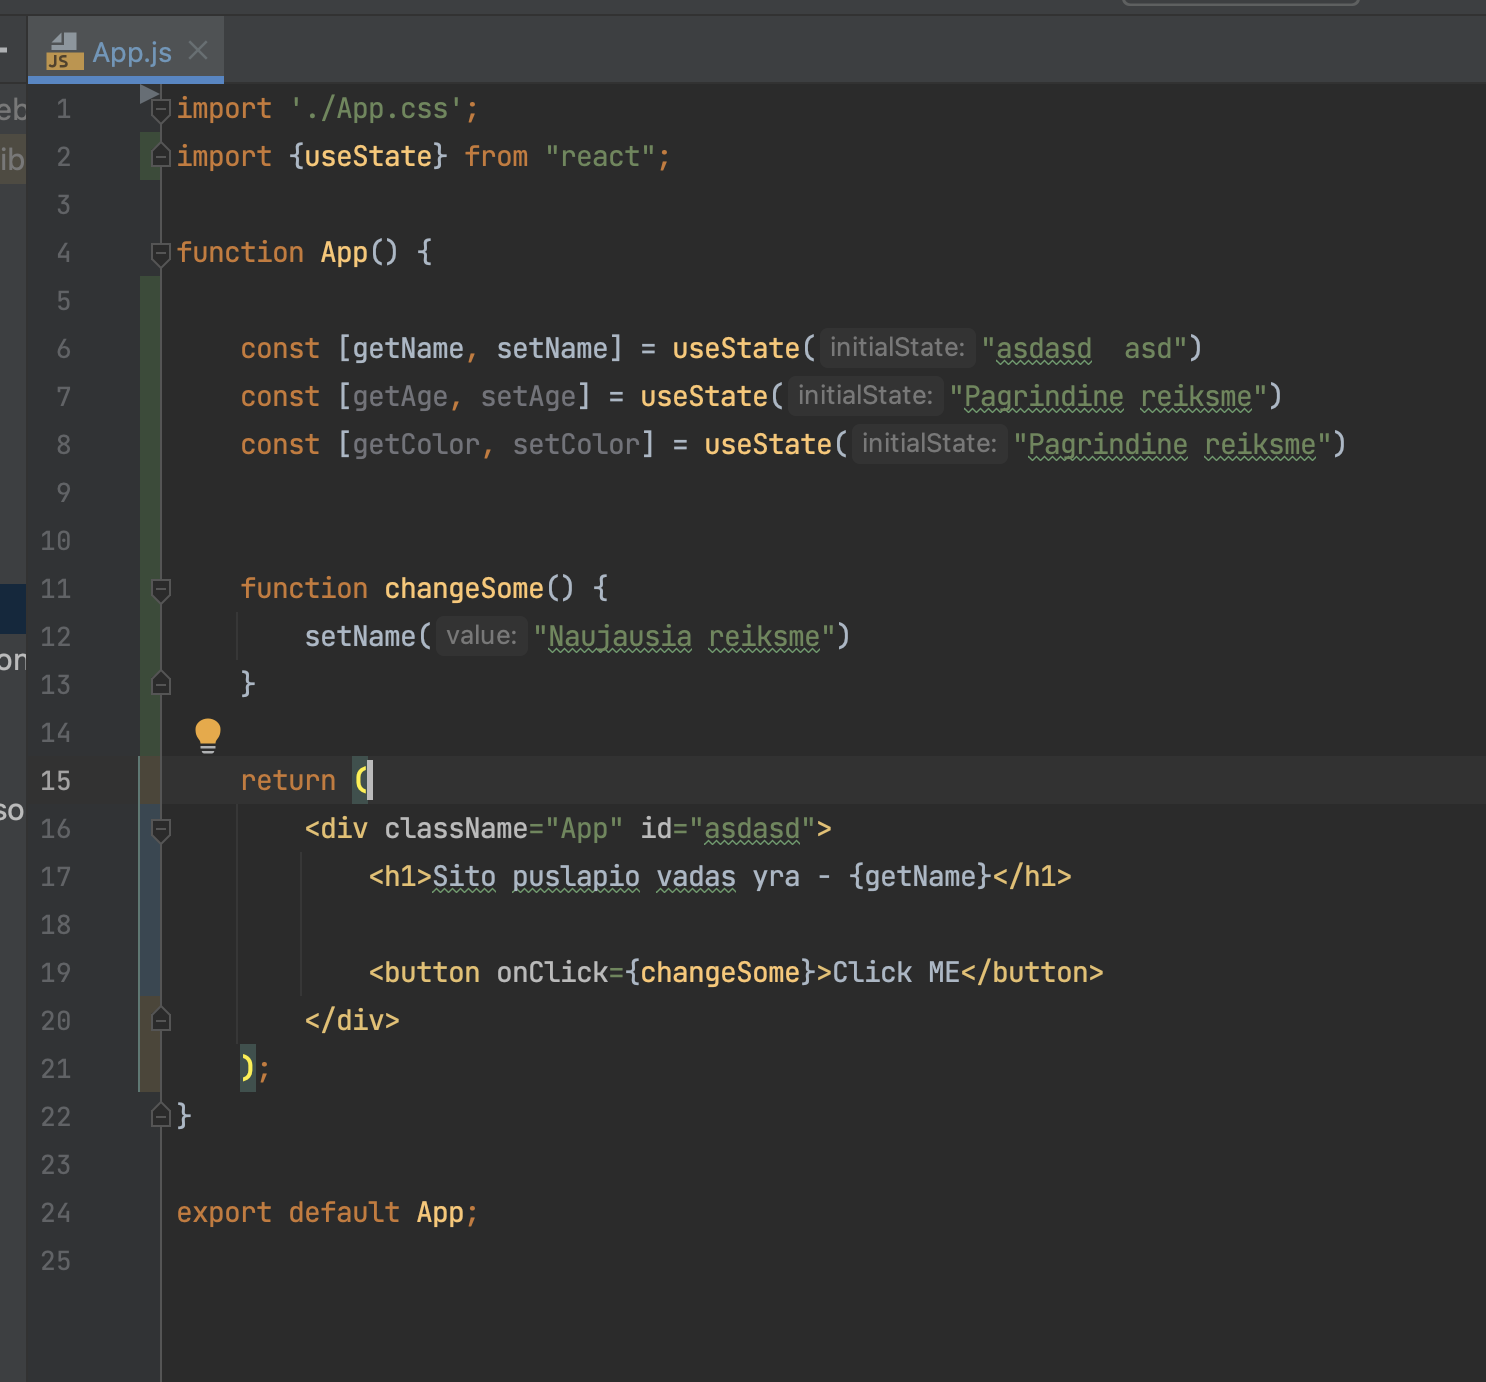 App.js
1 import './App.css';
2 import {useState} from "react";
3
4 function App() {
5
6 const [getName, setName] = useState( initialState: "asdasd  asd")
7 const [getAge, setAge] = useState( initialState: "Pagrindine reiksme")
8 const [getColor, setColor] = useState( initialState: "Pagrindine reiksme")
9
10
11 function changeSome() {
12 setName( value: "Naujausia reiksme")
13 }
14
15 return (
16 <div className="App" id="asdasd">
17 <h1>Sito puslapio vadas yra - {getName}</h1>
18
19 <button onClick={changeSome}>Click ME</button>
20 </div>
21 );
22 }
23
24 export default App;
25